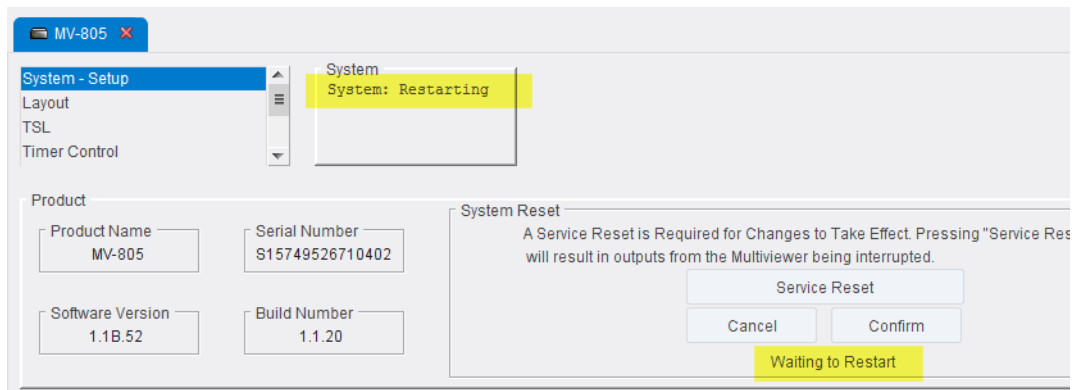 MV-805
System - Setup
Layout
TSL
Timer Control
System
System: Restarting
Product
Product Name
MV-805
Serial Number
S15749526710402
Software Version
1.1B.52
Build Number
1.1.20
System Reset
A Service Reset is Required for Changes to Take Effect. Pressing "Service Res
will result in outputs from the Multiviewer being interrupted.
Service Reset
Cancel
Confirm
Waiting to Restart